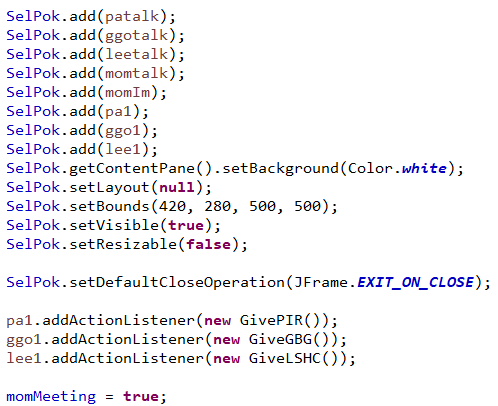 SelPok.add(patalk);
SelPok.add(ggotalk);
SelPok.add(leetalk);
SelPok.add(momtalk);
SelPok.add(momIm);
SelPok.add(pa1);
SelPok.add(ggo1);
SelPok.add(lee1);
SelPok.getContentPane().setBackground(Color.white);
SelPok.setLayout(null);
SelPok.setBounds(420, 280, 500, 500);
SelPok.setVisible(true);
SelPok.setResizable(false);
SelPok.setDefaultCloseOperation(JFrame.EXIT_ON_CLOSE);
pa1.addActionListener(new GivePIR());
ggo1.addActionListener(new GiveGBG());
lee1.addActionListener(new GiveLSHC());
momMeeting = true;